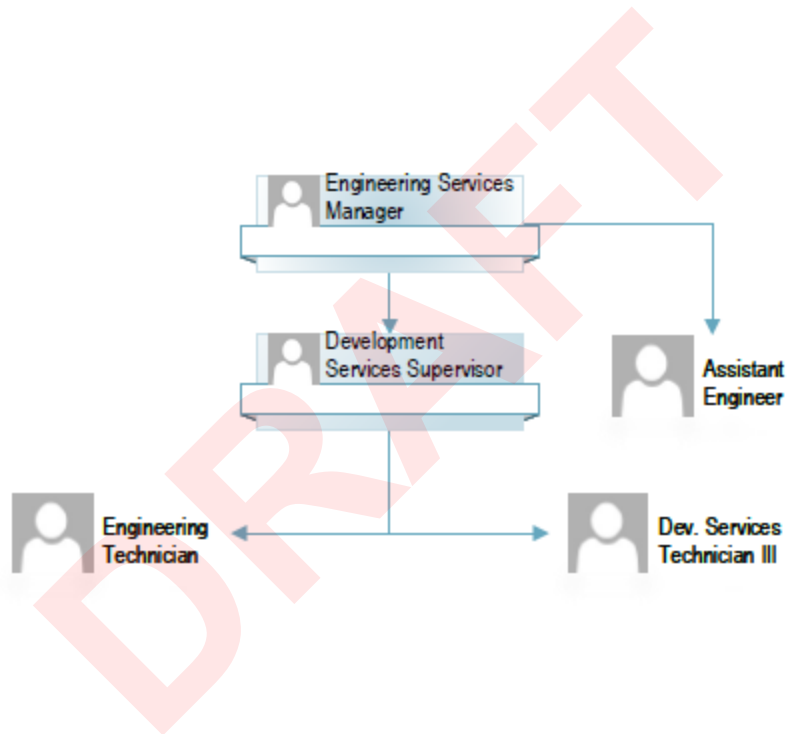 Engineering Services
Manager
Development
Services Supervisor
Assistant
Engineer
Engineering
Technician
Dev. Services
Technician III
DRAFT